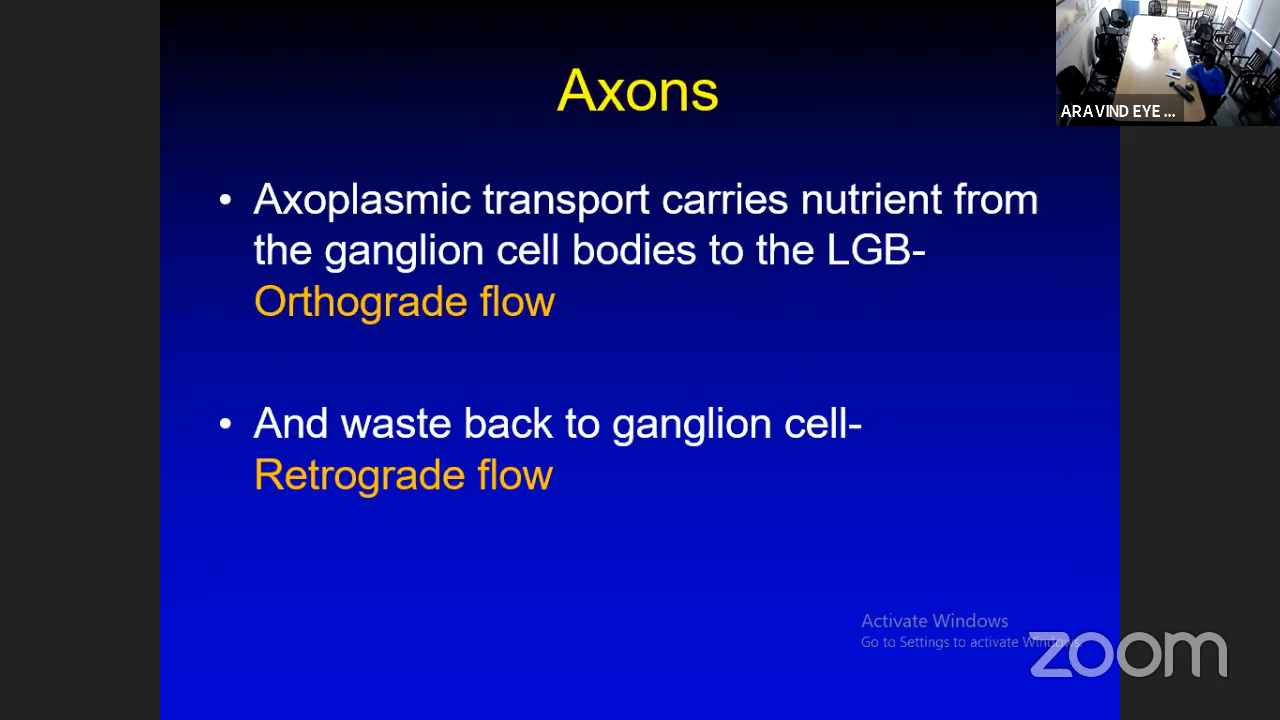 Axons
ARAVIND EYE ...
• Axoplasmic transport carries nutrient from
the ganglion cell bodies to the LGB-
Orthograde flow
• And waste back to ganglion cell-
Retrograde flow
Activate Windows
Go to Settings to activate Windows.
zoom